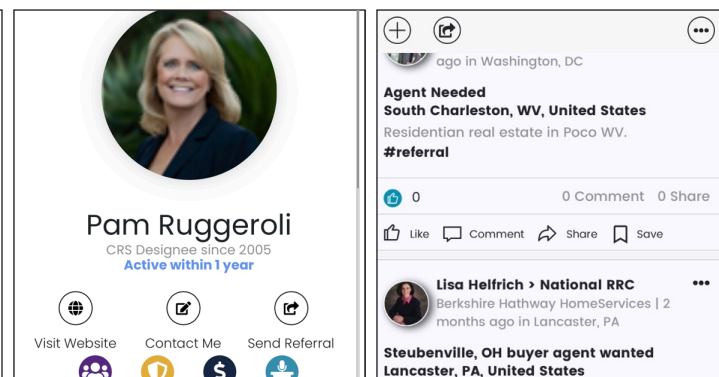 Pam Ruggeroli
CRS Designee since 2005
Active within 1 year
Visit Website Contact Me Send Referral
ago in Washington, DC
Agent Needed
South Charleston, WV, United States
Residentian real estate in Poco WV.
#referral
0 0 Comment 0 Share
Like Comment Share Save
Lisa Helfrich > National RRC
Berkshire Hathway HomeServices | 2
months ago in Lancaster, PA
Steubenville, OH buyer agent wanted
Lancaster, PA, United States